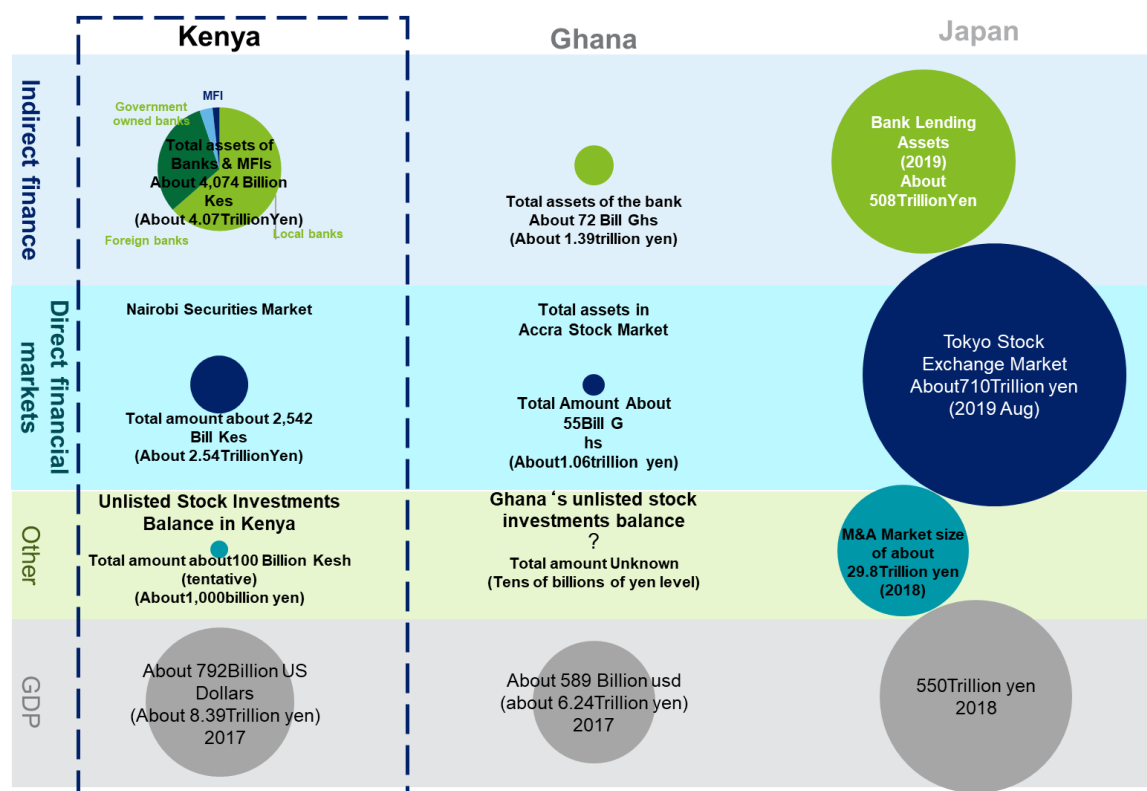 Kenya
Ghana
Japan
Indirect finance
MFI
Government
owned banks
Total assets of
Banks & MFIs
About 4,074 Billion
Kes
(About 4.07TrillionYen)
Foreign banks
Local banks
Total assets of the bank
About 72 Bill Ghs
(About 1.39trillion yen)
Bank Lending
Assets
(2019)
About
508TrillionYen
Direct financial
markets
Nairobi Securities Market
Total amount about 2,542
Bill Kes
(About 2.54TrillionYen)
Total assets in
Accra Stock Market
Total Amount About
55Bill G
hs
(About1.06trillion yen)
Tokyo Stock
Exchange Market
About710Trillion yen
(2019 Aug)
Other
Unlisted Stock Investments
Balance in Kenya
Total amount about100 Billion Kesh
(tentative)
(About1,000billion yen)
Ghana‘s unlisted stock
investments balance
?
Total amount Unknown
(Tens of billions of yen level)
M&A Market size
of about
29.8Trillion yen
(2018)
GDP
About 792Billion US
Dollars
(About 8.39Trillion yen)
2017
About 589 Billion usd
(about 6.24Trillion yen)
2017
550Trillion yen
2018